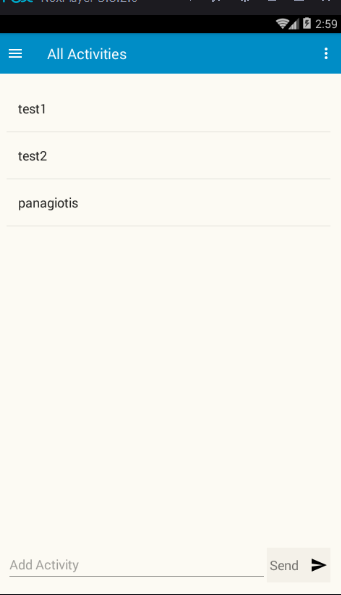 2:59
All Activities
test1
test2
panagiotis
Add Activity
Send